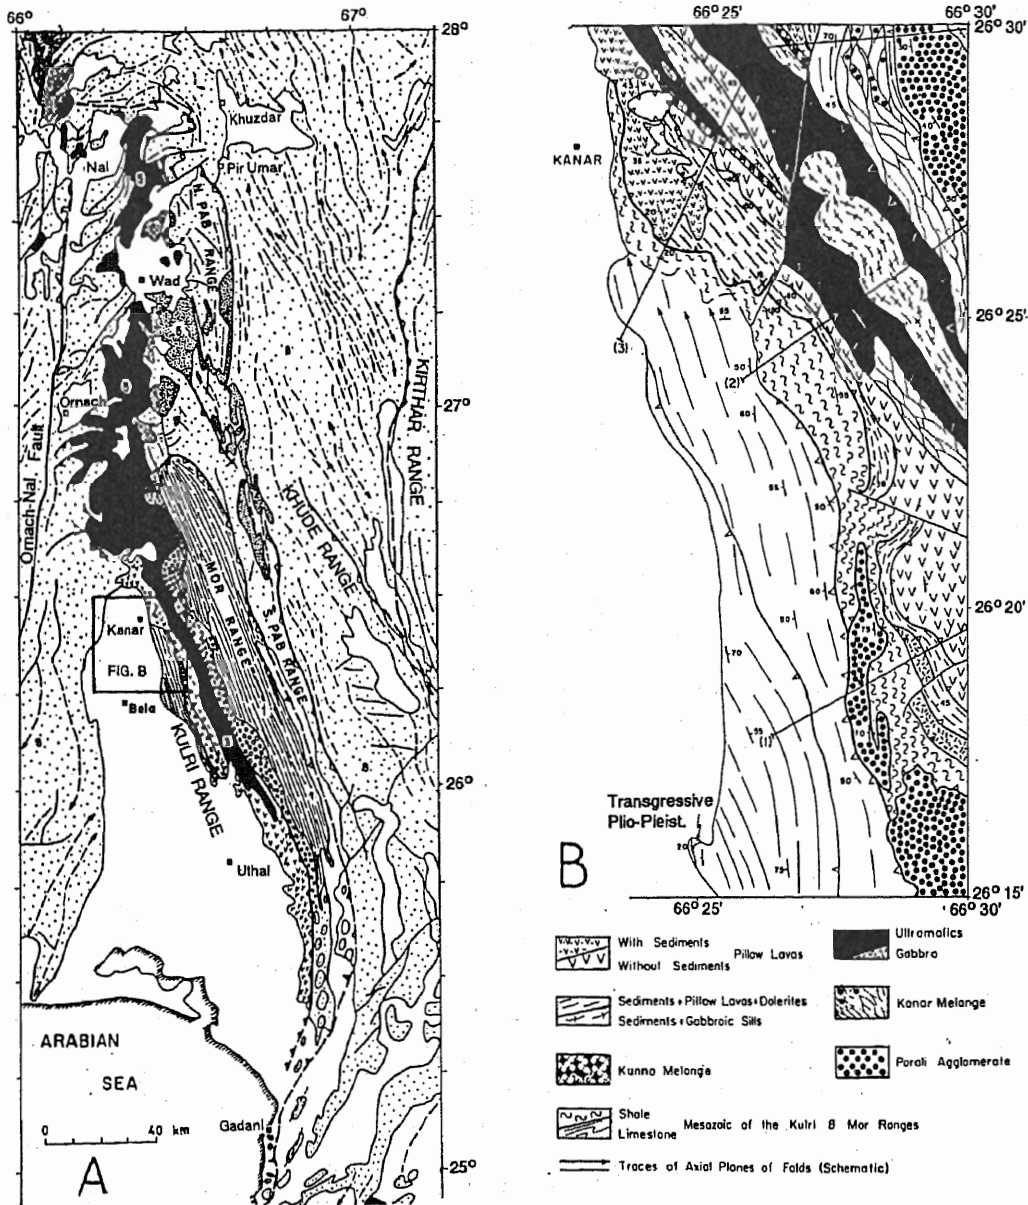 66°
67°
28°
Khuzdar
Nal
Pir Umar
N. PAB RANGE
Wad
Ornach
27°
Ornach-Nal Fault
KIRTHAR RANGE
KHUDE RANGE
MOR RANGE
S. PAB RANGE
Kanar
FIG. B
Bela
KULRI RANGE
26°
Uthal
ARABIAN
SEA
0 40 km
Gadani
25°
A
66° 25'
66° 30'
26° 30'
KANAR
26° 25'
(3)
(2)
26° 20'
(1)
Transgressive
Plio-Pleist.
B
26° 15'
66° 25'
66° 30'
With Sediments
Without Sediments
Pillow Lavas
Ultramafics
Gabbro
Sediments + Pillow Lavas + Dolerites
Sediments + Gabbroic Sills
Kanar Melange
Kunno Melange
Porali Agglomerate
Shale
Limestone
Mesozoic of the Kulri & Mor Ranges
Traces of Axial Planes of Folds (Schematic)